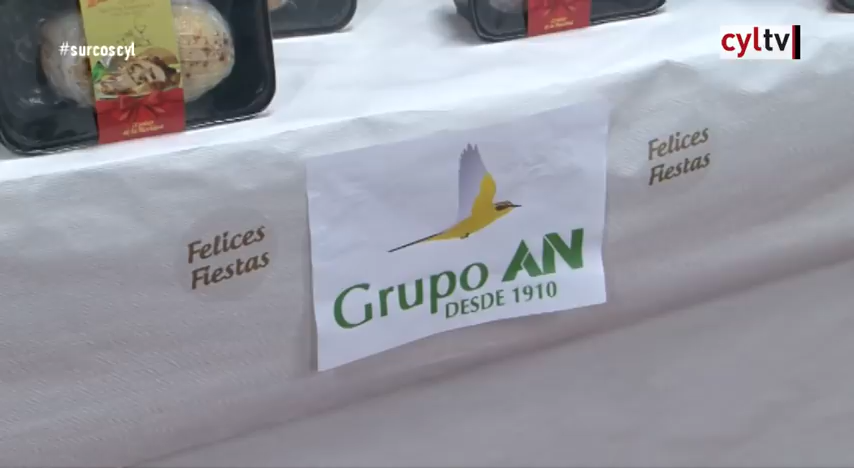 #surcoscyl
cyltv
Felices
Fiestas
Felices
Fiestas
Grupo AN
DESDE 1910